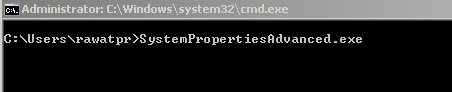 Administrator: C:\Windows\system32\cmd.exe
C:\Users\rawatpr>SystemPropertiesAdvanced.exe